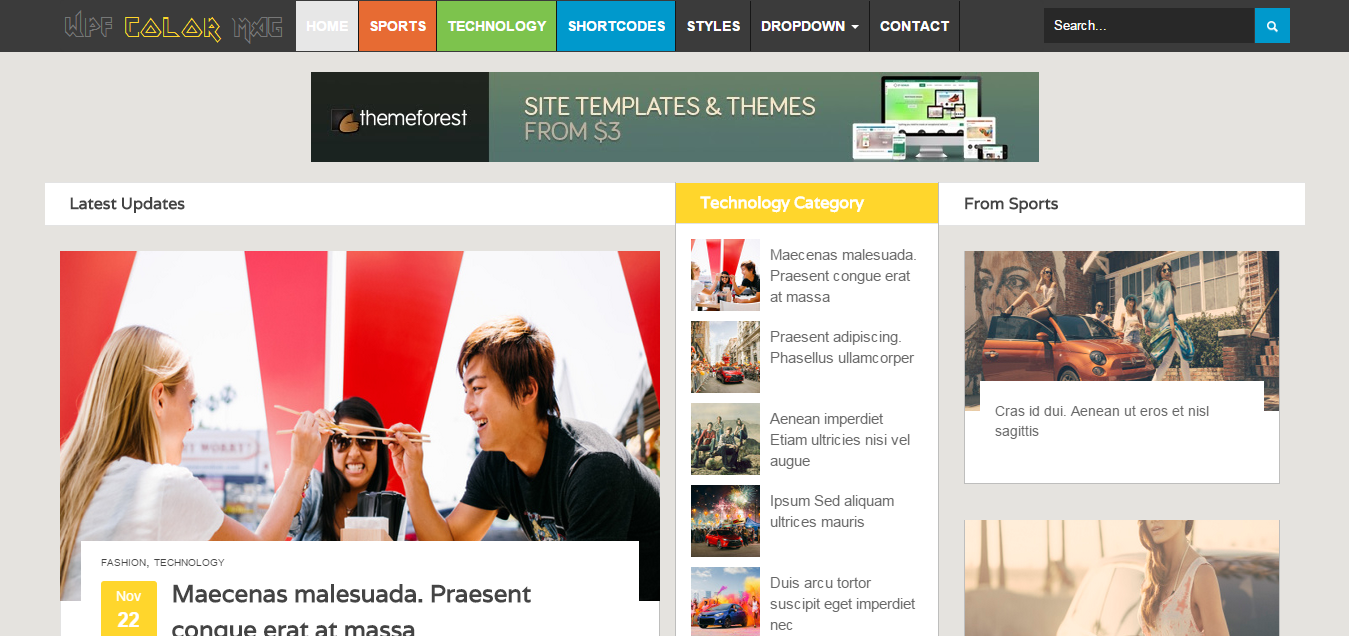 WPF COLOR MAG
HOME
SPORTS
TECHNOLOGY
SHORTCODES
STYLES
DROPDOWN
CONTACT
Search...
themeforest
SITE TEMPLATES & THEMES
FROM $3
Latest Updates
FASHION, TECHNOLOGY
Nov
22
Maecenas malesuada. Praesent
congue erat at massa
Technology Category
Maecenas malesuada.
Praesent congue erat
at massa
Praesent adipiscing.
Phasellus ullamcorper
Aenean imperdiet
Etiam ultricies nisi vel
augue
Ipsum Sed aliquam
ultrices mauris
Duis arcu tortor
suscipit eget imperdiet
nec
From Sports
Cras id dui. Aenean ut eros et nisl
sagittis